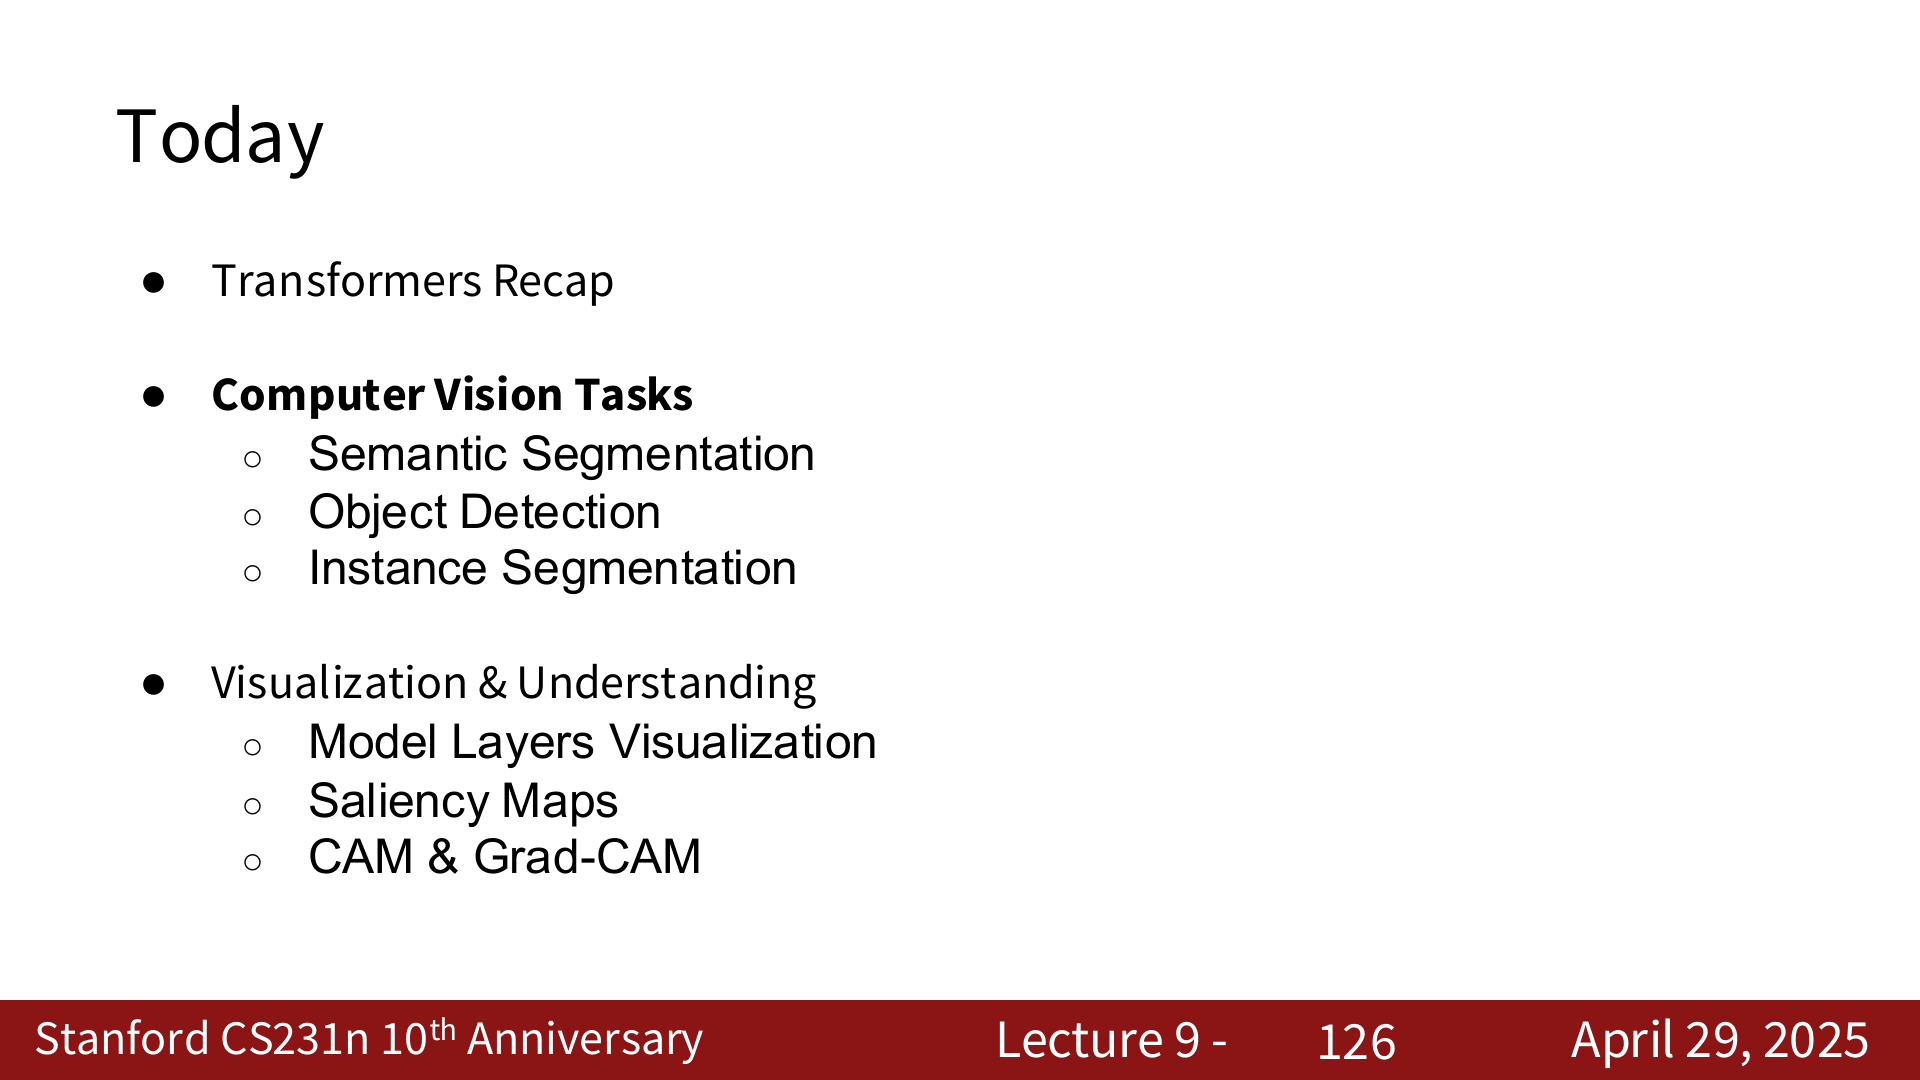 Today
● Transformers Recap
● Computer Vision Tasks
○ Semantic Segmentation
○ Object Detection
○ Instance Segmentation
● Visualization & Understanding
○ Model Layers Visualization
○ Saliency Maps
○ CAM & Grad-CAM
Stanford CS231n 10th Anniversary Lecture 9 - 126 April 29, 2025